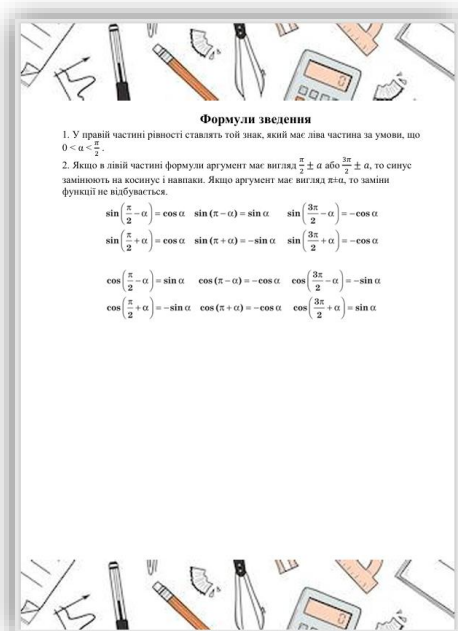 Формули зведення
1. У правій частині рівності ставлять той знак, який має ліва частина за умови, що
0 < α < π/2 .
2. Якщо в лівій частині формули аргумент має вигляд π/2 ± α або 3π/2 ± α, то синус
замінюють на косинус і навпаки. Якщо аргумент має вигляд π±α, то заміни
функції не відбувається.
sin(π/2 − α) = cos α sin (π − α) = sin α sin(3π/2 − α) = −cos α
sin(π/2 + α) = cos α sin (π + α) = −sin α sin(3π/2 + α) = −cos α
cos(π/2 − α) = sin α cos (π − α) = −cos α cos(3π/2 − α) = −sin α
cos(π/2 + α) = −sin α cos (π + α) = −cos α cos(3π/2 + α) = sin α